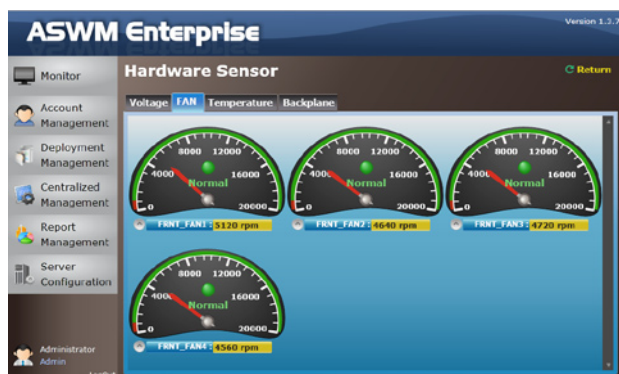 ASWM Enterprise
Version 1.2.7
Monitor
Account
Management
Deployment
Management
Centralized
Management
Report
Management
Server
Configuration
Administrator
Admin
Hardware Sensor
Return
Voltage FAN Temperature Backplane
0 4000 8000 12000 16000 20000
Normal
FRNT_FAN1 : 5120 rpm
0 4000 8000 12000 16000 20000
Normal
FRNT_FAN2 : 4640 rpm
0 4000 8000 12000 16000 20000
Normal
FRNT_FAN3 : 4720 rpm
0 4000 8000 12000 16000 20000
Normal
FRNT_FAN4 : 4560 rpm